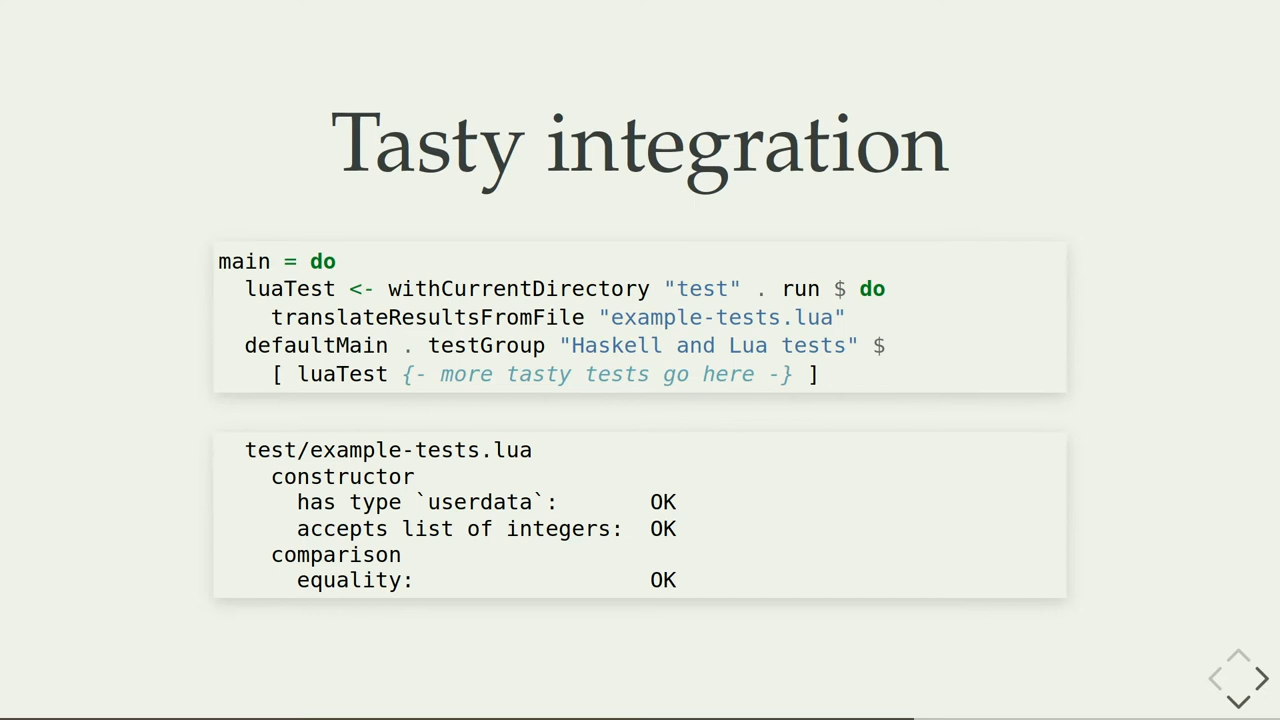 Tasty integration
main = do
  luaTest <- withCurrentDirectory "test" . run $ do
    translateResultsFromFile "example-tests.lua"
  defaultMain . testGroup "Haskell and Lua tests" $
    [ luaTest {- more tasty tests go here -} ]
  test/example-tests.lua
    constructor
      has type `userdata`:       OK
      accepts list of integers:  OK
    comparison
      equality:                  OK